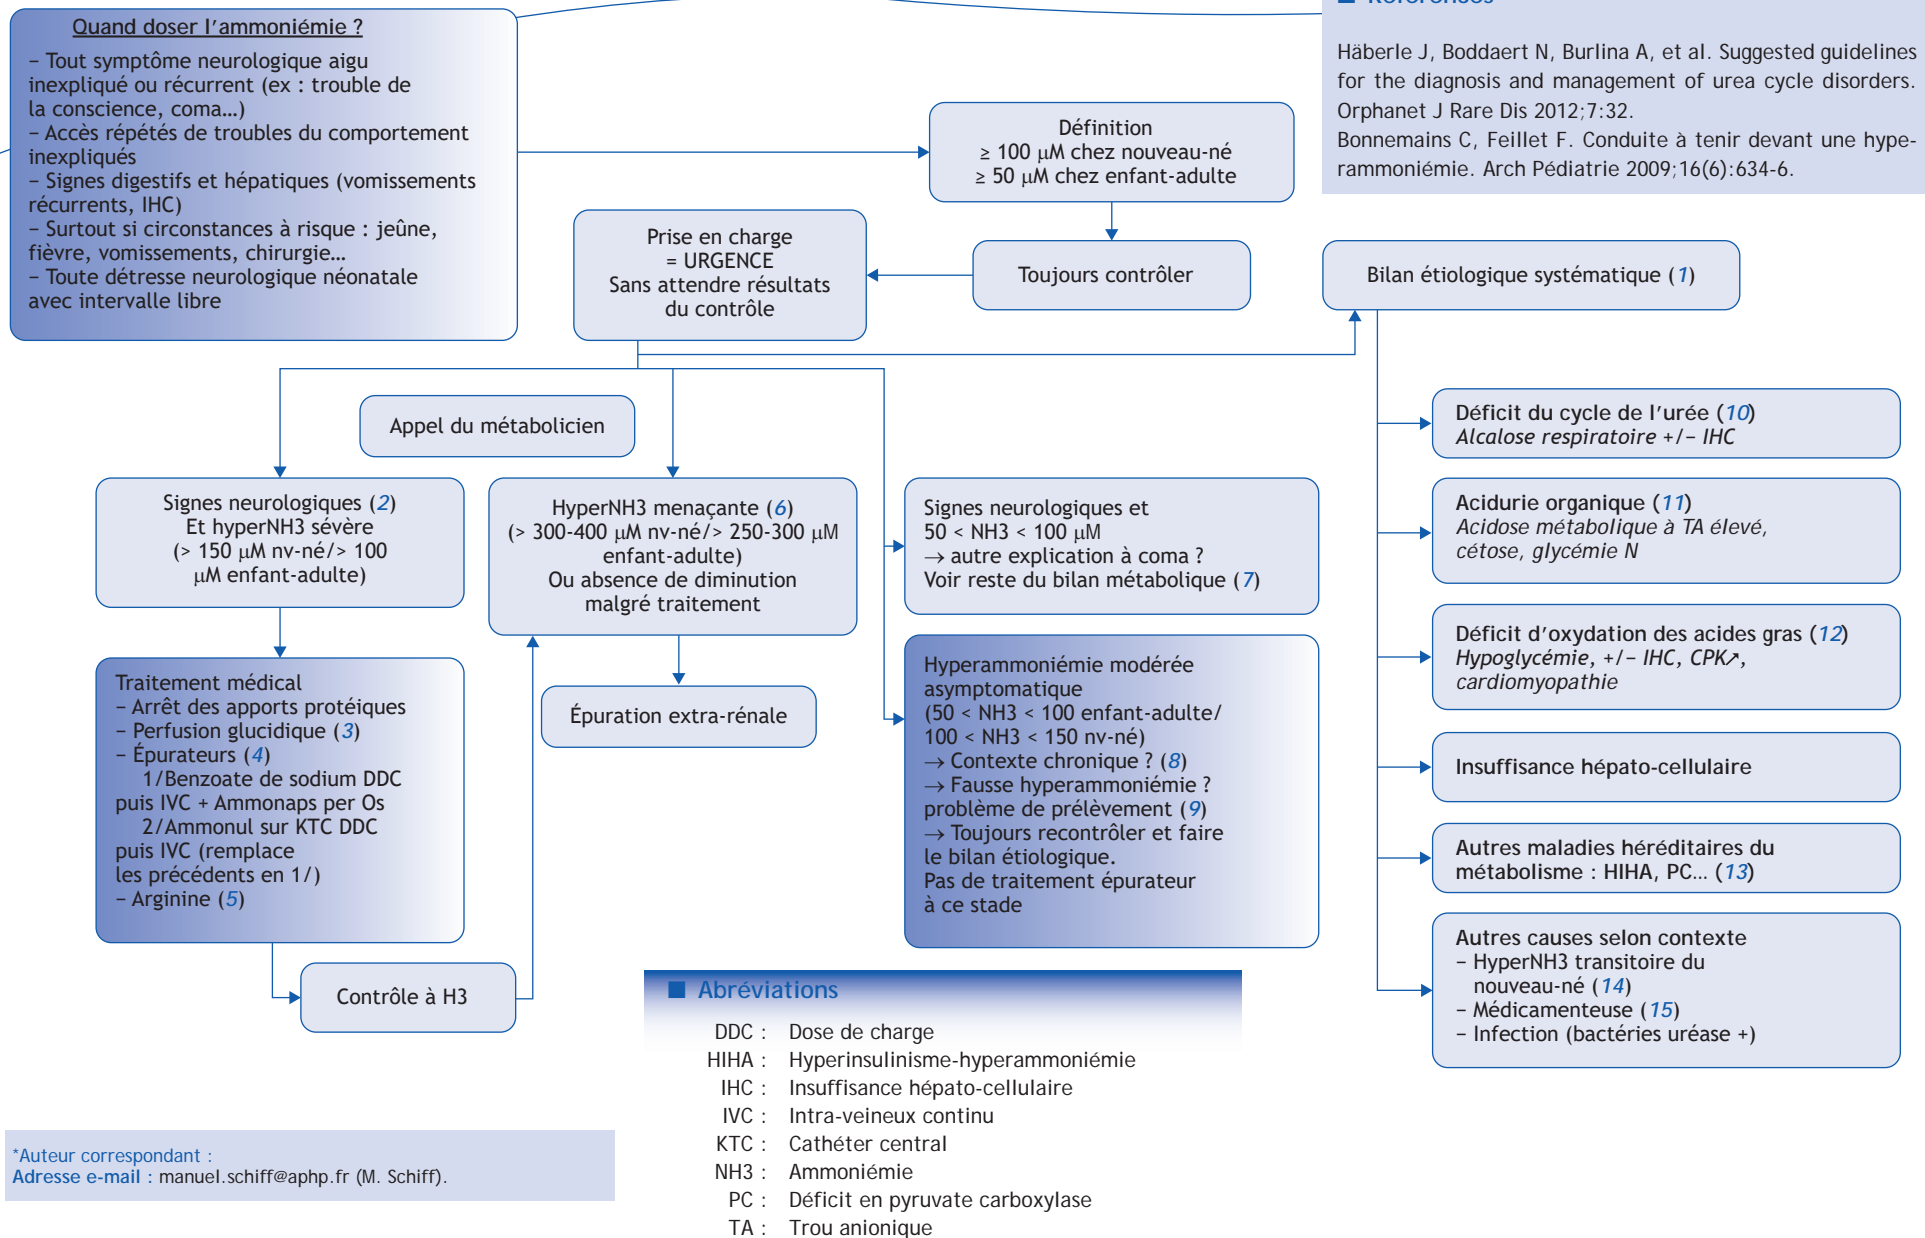 Quand doser l'ammoniémie ?
– Tout symptôme neurologique aigu
inexpliqué ou récurrent (ex : trouble de
la conscience, coma…)
– Accès répétés de troubles du comportement
inexpliqués
– Signes digestifs et hépatiques (vomissements
récurrents, IHC)
– Surtout si circonstances à risque : jeûne,
fièvre, vomissements, chirurgie…
– Toute détresse neurologique néonatale
avec intervalle libre
Définition
≥ 100 µM chez nouveau-né
≥ 50 µM chez enfant-adulte
■ Références
Häberle J, Boddaert N, Burlina A, et al. Suggested guidelines
for the diagnosis and management of urea cycle disorders.
Orphanet J Rare Dis 2012;7:32.
Bonnemains C, Feillet F. Conduite à tenir devant une hype-
rammoniémie. Arch Pédiatrie 2009;16(6):634-6.
Prise en charge
= URGENCE
Sans attendre résultats
du contrôle
Toujours contrôler
Bilan étiologique systématique (1)
Appel du métabolicien
Signes neurologiques (2)
Et hyperNH3 sévère
(> 150 µM nv-né/> 100
µM enfant-adulte)
HyperNH3 menaçante (6)
(> 300-400 µM nv-né/> 250-300 µM
enfant-adulte)
Ou absence de diminution
malgré traitement
Signes neurologiques et
50 < NH3 < 100 µM
→ autre explication à coma ?
Voir reste du bilan métabolique (7)
Traitement médical
– Arrêt des apports protéiques
– Perfusion glucidique (3)
– Épurateurs (4)
1/Benzoate de sodium DDC
puis IVC + Ammonaps per Os
2/Ammonul sur KTC DDC
puis IVC (remplace
les précédents en 1/)
– Arginine (5)
Épuration extra-rénale
Hyperammoniémie modérée
asymptomatique
(50 < NH3 < 100 enfant-adulte/
100 < NH3 < 150 nv-né)
→ Contexte chronique ? (8)
→ Fausse hyperammoniémie ?
problème de prélèvement (9)
→ Toujours recontrôler et faire
le bilan étiologique.
Pas de traitement épurateur
à ce stade
Contrôle à H3
Déficit du cycle de l'urée (10)
Alcalose respiratoire +/– IHC
Acidurie organique (11)
Acidose métabolique à TA élevé,
cétose, glycémie N
Déficit d'oxydation des acides gras (12)
Hypoglycémie, +/– IHC, CPK↗,
cardiomyopathie
Insuffisance hépato-cellulaire
Autres maladies héréditaires du
métabolisme : HIHA, PC… (13)
Autres causes selon contexte
– HyperNH3 transitoire du
nouveau-né (14)
– Médicamenteuse (15)
– Infection (bactéries uréase +)
■ Abréviations
DDC : Dose de charge
HIHA : Hyperinsulinisme-hyperammoniémie
IHC : Insuffisance hépato-cellulaire
IVC : Intra-veineux continu
KTC : Cathéter central
NH3 : Ammoniémie
PC : Déficit en pyruvate carboxylase
TA : Trou anionique
*Auteur correspondant :
Adresse e-mail : manuel.schiff@aphp.fr (M. Schiff).